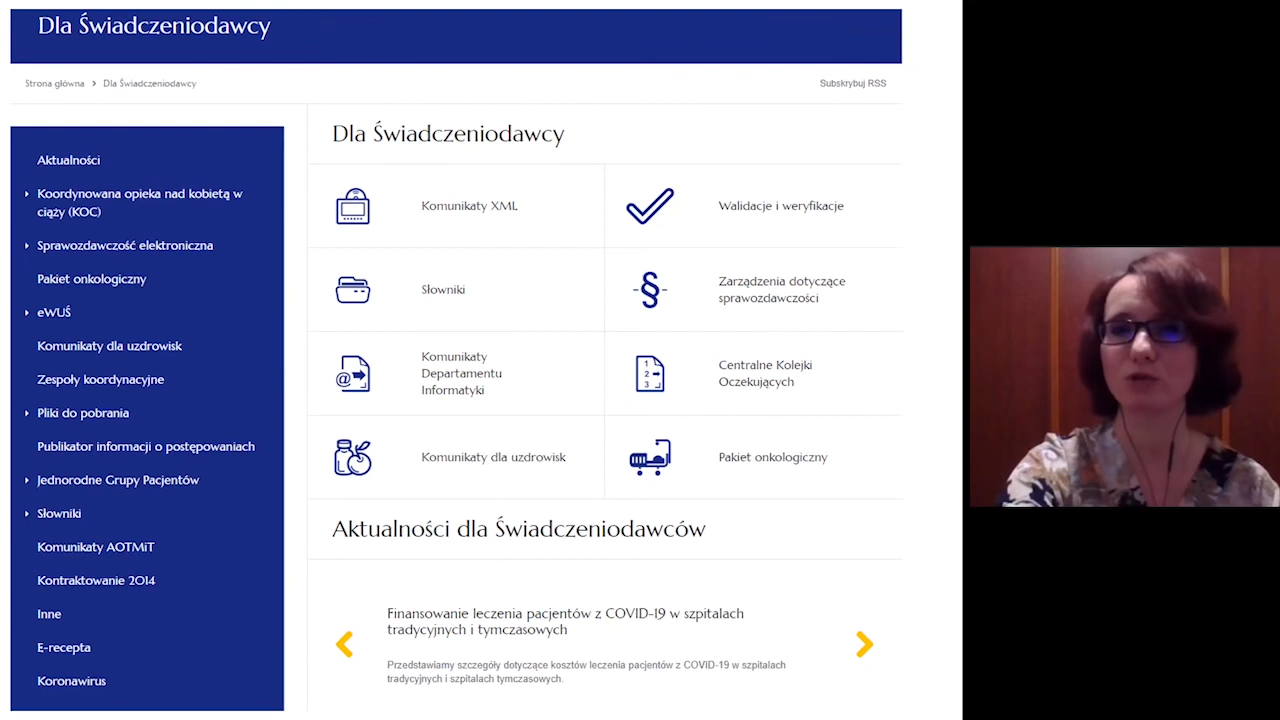 Dla Świadczeniodawcy
Strona główna > Dla Świadczeniodawcy
Subskrybuj RSS
Aktualności
Koordynowana opieka nad kobietą w
ciąży (KOC)
Sprawozdawczość elektroniczna
Pakiet onkologiczny
eWUŚ
Komunikaty dla uzdrowisk
Zespoły koordynacyjne
Pliki do pobrania
Publikator informacji o postępowaniach
Jednorodne Grupy Pacjentów
Słowniki
Komunikaty AOTMiT
Kontraktowanie 2014
Inne
E-recepta
Koronawirus
Dla Świadczeniodawcy
Komunikaty XML
Walidacje i weryfikacje
Słowniki
§
Zarządzenia dotyczące
sprawozdawczości
@
Komunikaty
Departamentu
Informatyki
1
2
3
Centralne Kolejki
Oczekujących
Komunikaty dla uzdrowisk
Pakiet onkologiczny
Aktualności dla Świadczeniodawców
Finansowanie leczenia pacjentów z COVID-19 w szpitalach
tradycyjnych i tymczasowych
Przedstawiamy szczegóły dotyczące kosztów leczenia pacjentów z COVID-19 w szpitalach
tradycyjnych i szpitalach tymczasowych.